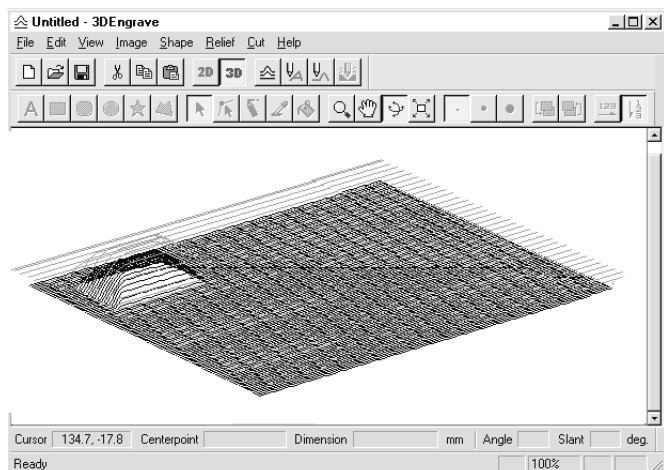 Untitled - 3DEngrave
File Edit View Image Shape Relief Cut Help
2D 3D
A 123
Cursor 134.7, -17.8 Centerpoint Dimension mm Angle Slant deg.
Ready 100%